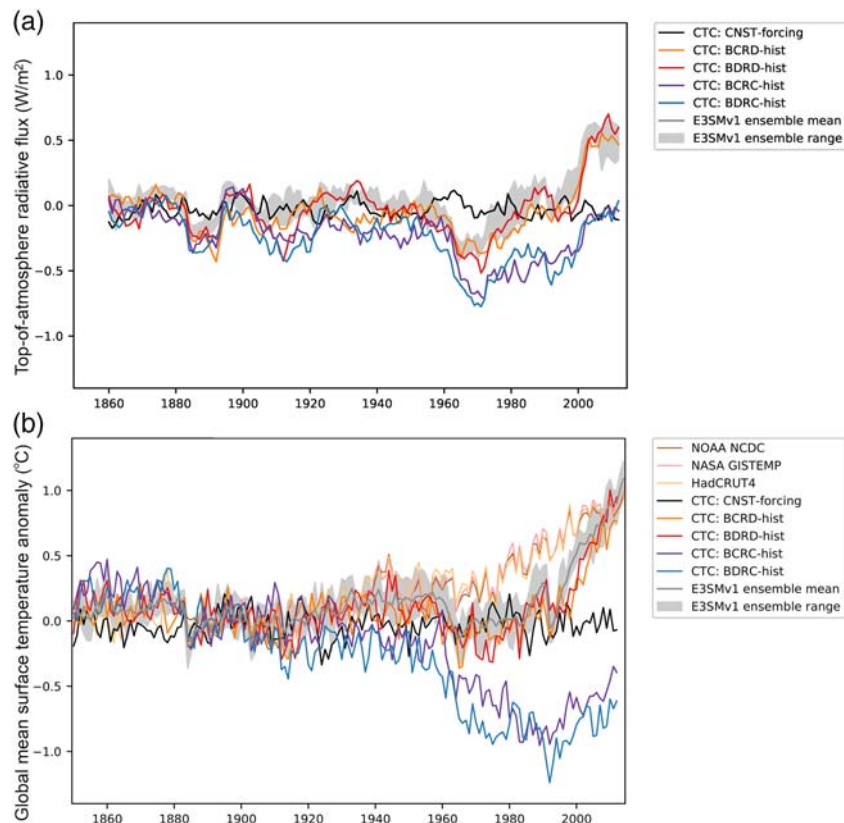 (a)
Top-of-atmosphere radiative flux (W/m²)
1.0
0.5
0.0
−0.5
−1.0
1860 1880 1900 1920 1940 1960 1980 2000
CTC: CNST-forcing
CTC: BCRD-hist
CTC: BDRD-hist
CTC: BCRC-hist
CTC: BDRC-hist
E3SMv1 ensemble mean
E3SMv1 ensemble range
(b)
Global mean surface temperature anomaly (°C)
1.0
0.5
0.0
−0.5
−1.0
1860 1880 1900 1920 1940 1960 1980 2000
NOAA NCDC
NASA GISTEMP
HadCRUT4
CTC: CNST-forcing
CTC: BCRD-hist
CTC: BDRD-hist
CTC: BCRC-hist
CTC: BDRC-hist
E3SMv1 ensemble mean
E3SMv1 ensemble range